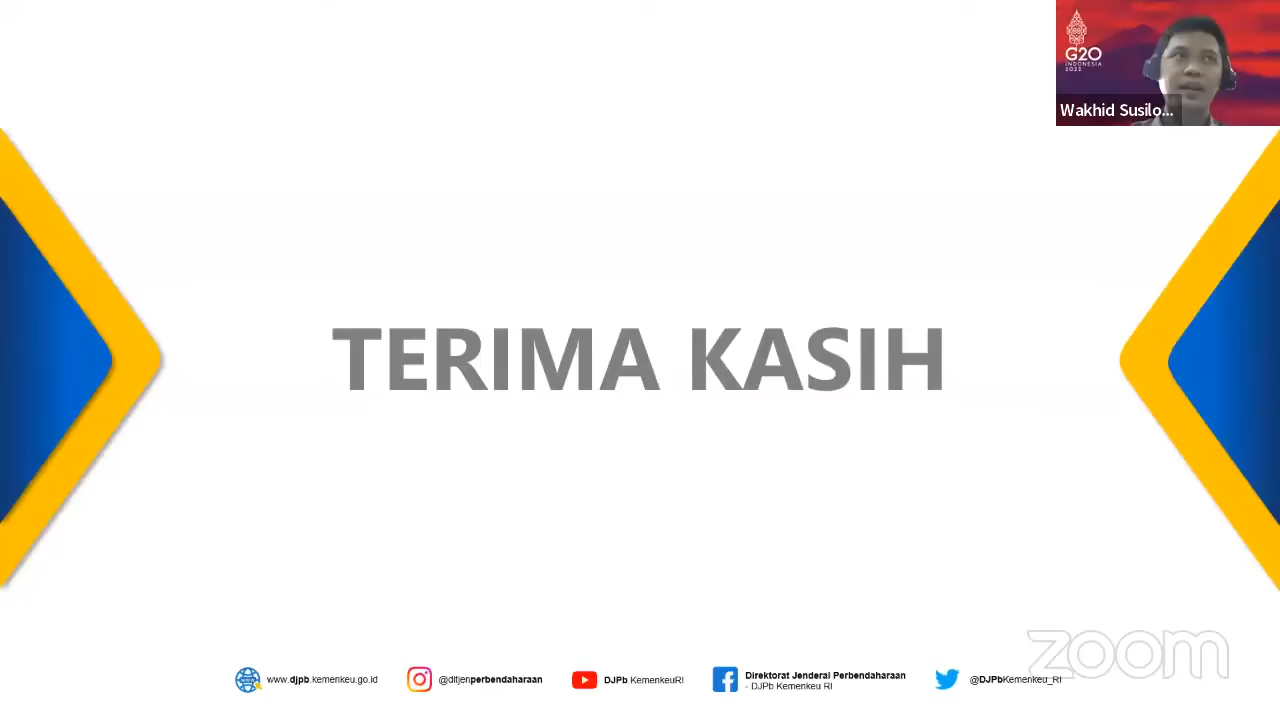 G20
INDONESIA
2022
Wakhid Susilo...
TERIMA KASIH
zoom
www.djpb.kemenkeu.go.id
@ditjenperbendaharaan
DJPb KemenkeuRI
Direktorat Jenderal Perbendaharaan
- DJPb Kemenkeu RI
@DJPbKemenkeu_RI